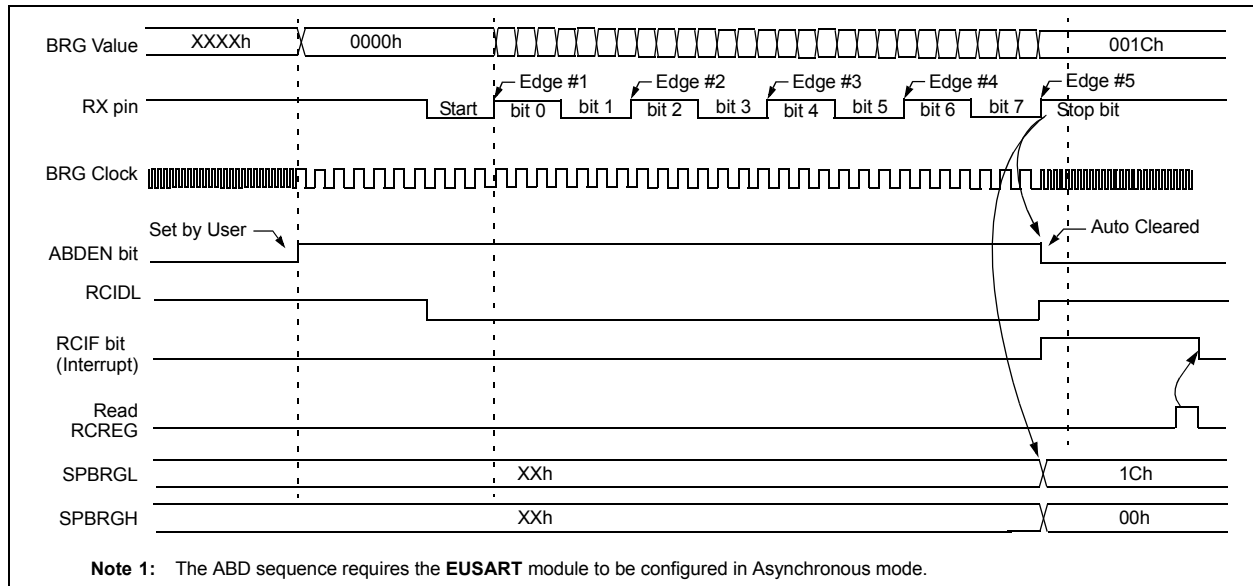 BRG Value XXXXh 0000h 001Ch
Edge #1 Edge #2 Edge #3 Edge #4 Edge #5
RX pin Start bit 0 bit 1 bit 2 bit 3 bit 4 bit 5 bit 6 bit 7 Stop bit
BRG Clock
Set by User Auto Cleared
ABDEN bit
RCIDL
RCIF bit
(Interrupt)
Read
RCREG
SPBRGL XXh 1Ch
SPBRGH XXh 00h
Note 1: The ABD sequence requires the EUSART module to be configured in Asynchronous mode.